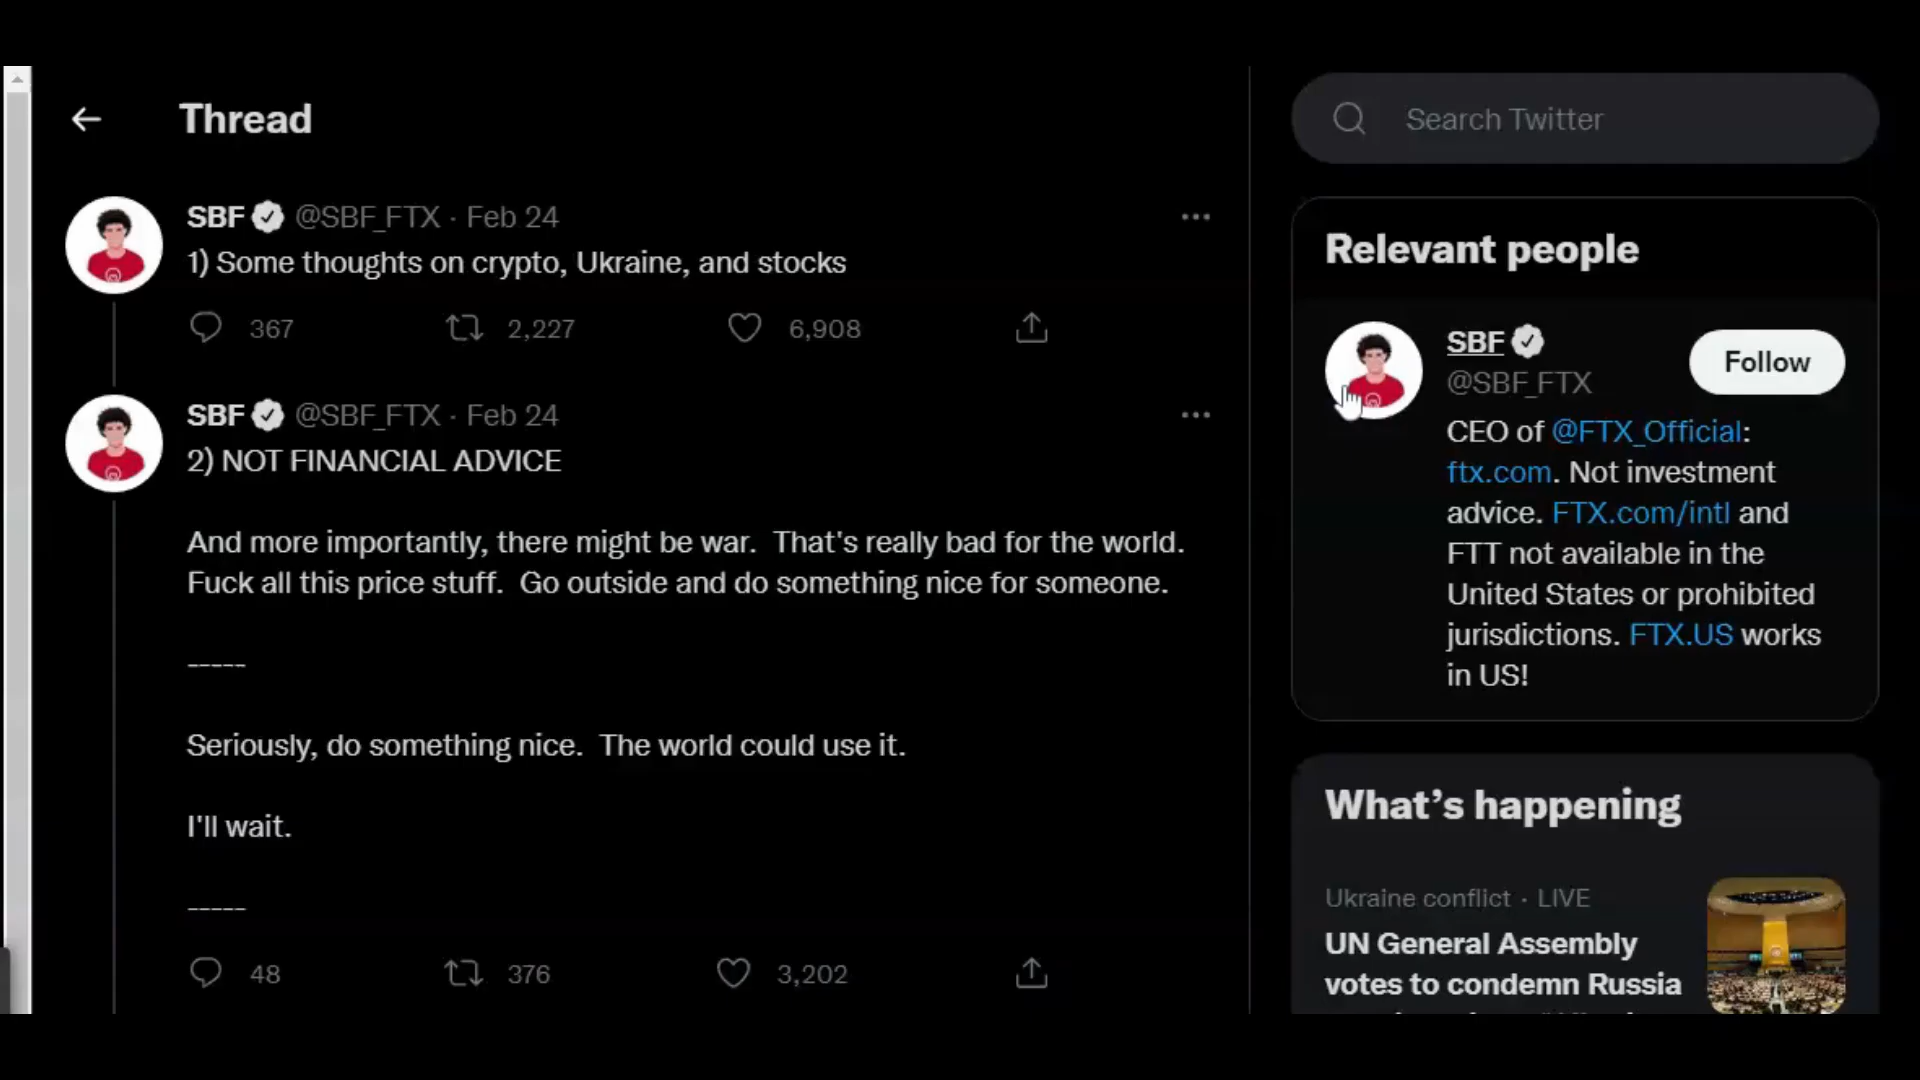 Thread
SBF @SBF_FTX · Feb 24
1) Some thoughts on crypto, Ukraine, and stocks
367 2,227 6,908
SBF @SBF_FTX · Feb 24
2) NOT FINANCIAL ADVICE
And more importantly, there might be war.  That's really bad for the world.
Fuck all this price stuff.  Go outside and do something nice for someone.
-----
Seriously, do something nice.  The world could use it.
I'll wait.
-----
48 376 3,202
Search Twitter
Relevant people
SBF
@SBF_FTX
Follow
CEO of @FTX_Official:
ftx.com. Not investment
advice. FTX.com/intl and
FTT not available in the
United States or prohibited
jurisdictions. FTX.US works
in US!
What's happening
Ukraine conflict · LIVE
UN General Assembly
votes to condemn Russia